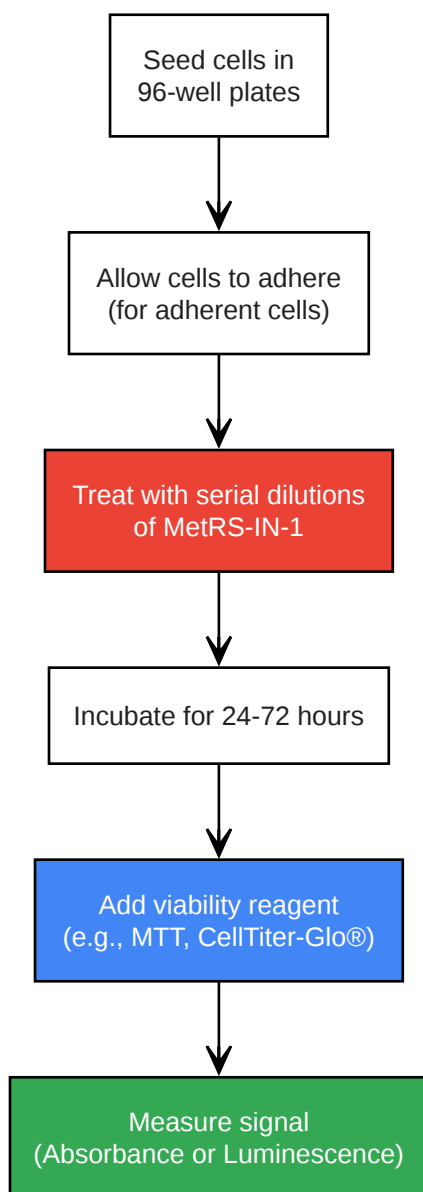 Seed cells in
96-well plates
Allow cells to adhere
(for adherent cells)
Treat with serial dilutions
of MetRS-IN-1
Incubate for 24-72 hours
Add viability reagent
(e.g., MTT, CellTiter-Glo®)
Measure signal
(Absorbance or Luminescence)